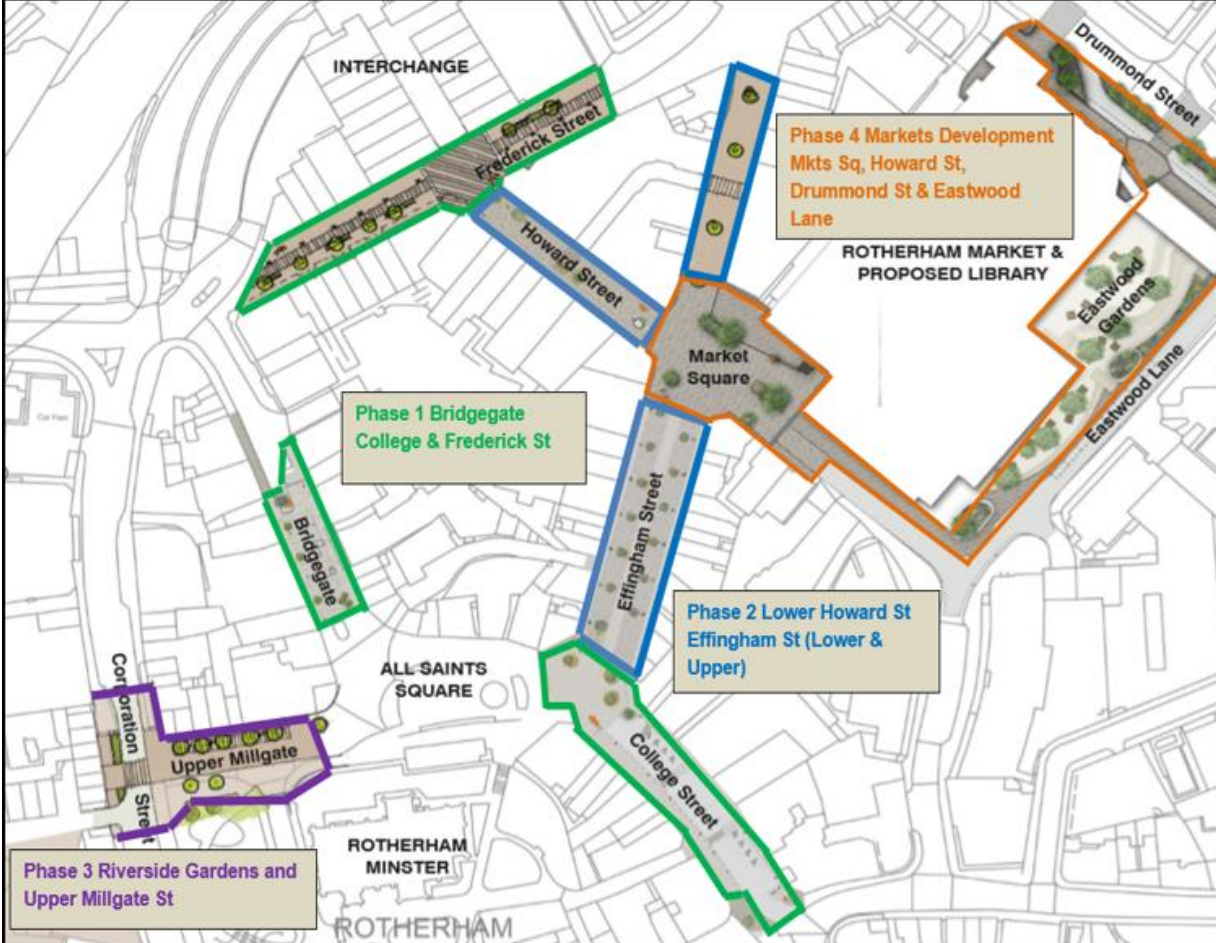 INTERCHANGE
Drummond Street
Frederick Street
Phase 4 Markets Development
Mkts Sq, Howard St,
Drummond St & Eastwood
Lane
Howard Street
ROTHERHAM MARKET &
PROPOSED LIBRARY
Eastwood
Gardens
Market
Square
Eastwood Lane
Phase 1 Bridgegate
College & Frederick St
Car Park
Bridgegate
Effingham Street
Phase 2 Lower Howard St
Effingham St (Lower &
Upper)
ALL SAINTS
SQUARE
Corporation
Street
Upper Millgate
College Street
ROTHERHAM
MINSTER
Phase 3 Riverside Gardens and
Upper Millgate St
ROTHERHAM